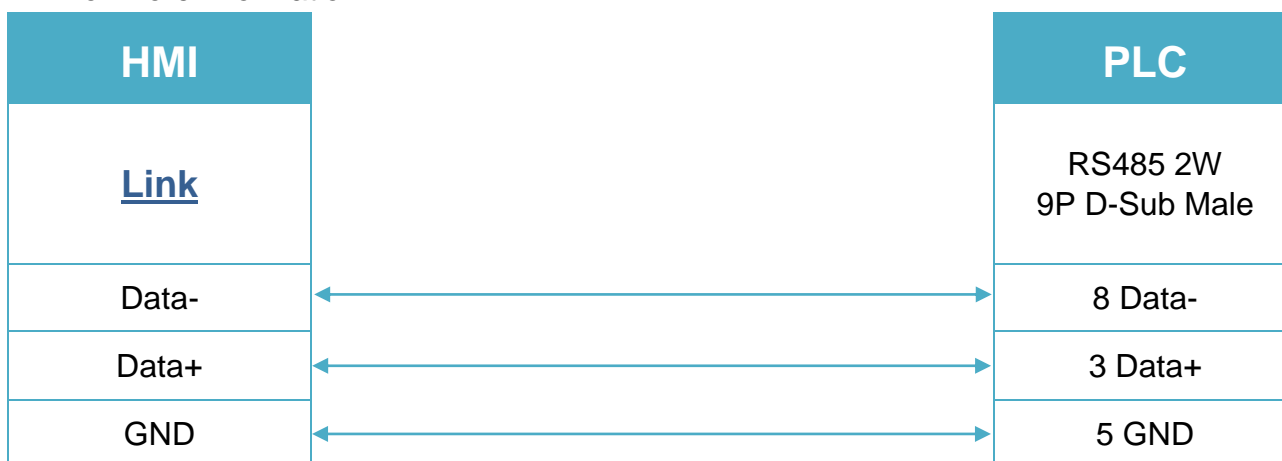 HMI
PLC
Link
RS485 2W
9P D-Sub Male
Data-
8 Data-
Data+
3 Data+
GND
5 GND